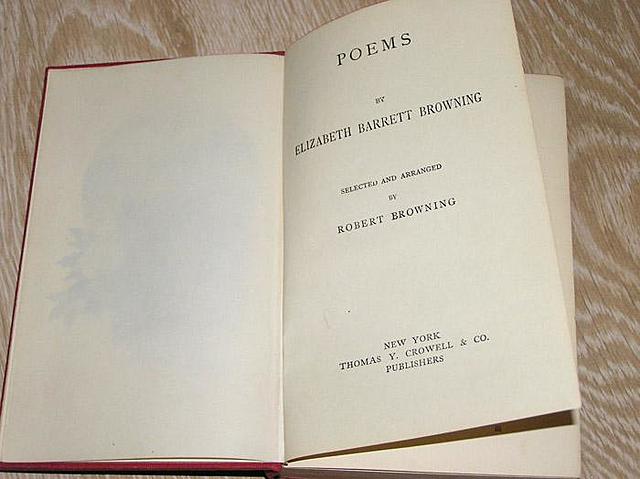 POEMS
BY
ELIZABETH BARRETT BROWNING
SELECTED AND ARRANGED
BY
ROBERT BROWNING
NEW YORK
THOMAS Y. CROWELL & CO.
PUBLISHERS